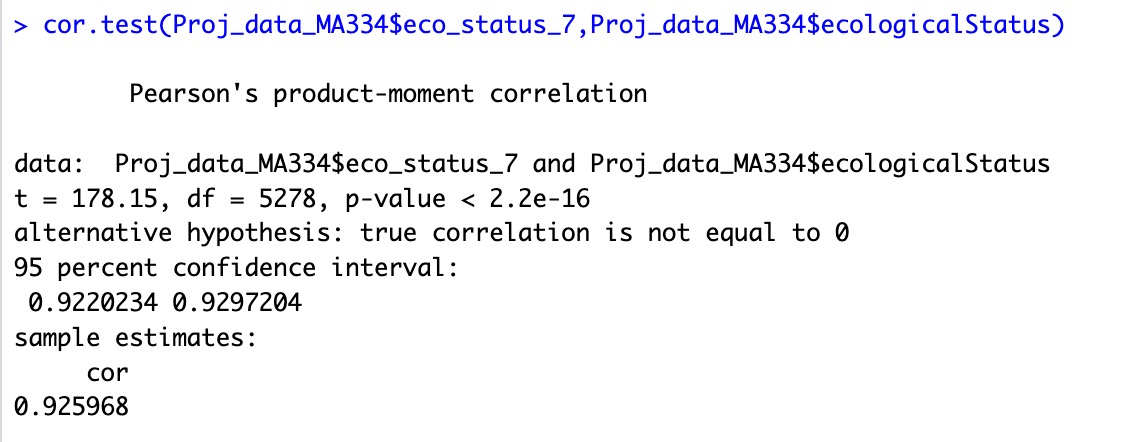 > cor.test(Proj_data_MA334$eco_status_7,Proj_data_MA334$ecologicalStatus)
Pearson's product-moment correlation
data:  Proj_data_MA334$eco_status_7 and Proj_data_MA334$ecologicalStatus
t = 178.15, df = 5278, p-value < 2.2e-16
alternative hypothesis: true correlation is not equal to 0
95 percent confidence interval:
 0.9220234 0.9297204
sample estimates:
     cor
0.925968